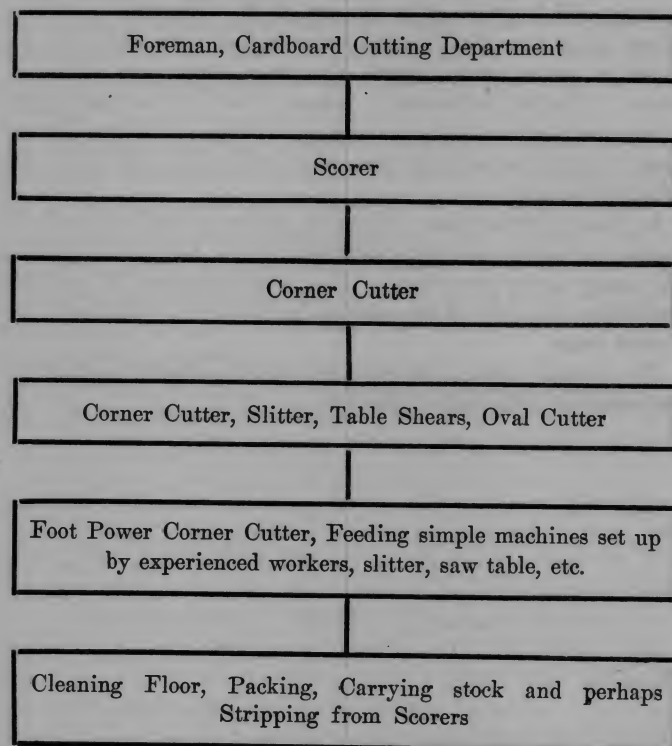 Foreman, Cardboard Cutting Department
Scorer
Corner Cutter
Corner Cutter, Slitter, Table Shears, Oval Cutter
Foot Power Corner Cutter, Feeding simple machines set up
by experienced workers, slitter, saw table, etc.
Cleaning Floor, Packing, Carrying stock and perhaps
Stripping from Scorers